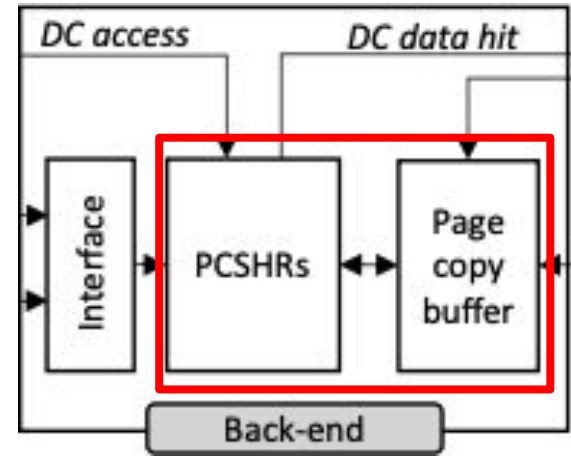 DC access
DC data hit
Interface
PCSHRs
Page
copy
buffer
Back-end